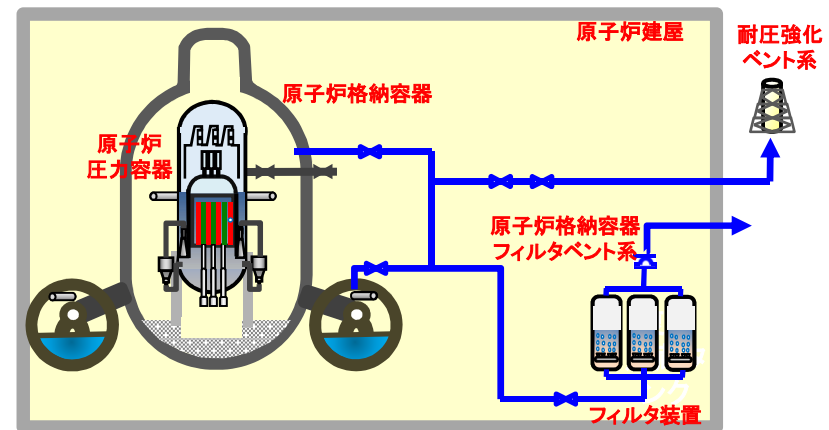 原子炉建屋
耐圧強化
ベント系
原子炉格納容器
原子炉
圧力容器
原子炉格納容器
フィルタベント系
フィルタ装置